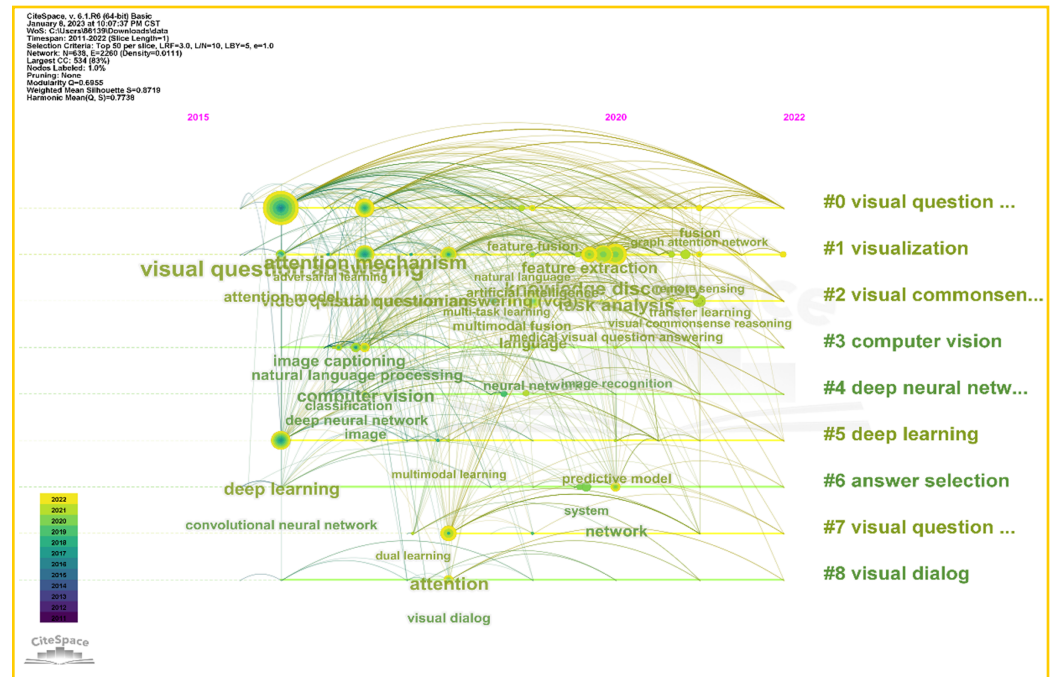 CiteSpace, v. 6.1.R6 (64-bit) Basic
January 8, 2023 at 10:07:37 PM CST
WoS: C:\Users\86139\Downloads\data
Timespan: 2011-2022 (Slice Length=1)
Selection Criteria: Top 50 per slice, LRF=3.0, L/N=10, LBY=5, e=1.0
Network: N=638, E=2260 (Density=0.0111)
Largest CC: 534 (83%)
Nodes Labeled: 1.0%
Pruning: None
Modularity Q=0.6955
Weighted Mean Silhouette S=0.8719
Harmonic Mean(Q, S)=0.7738
2015
2020
2022
#0 visual question ...
fusion
feature fusion
graph attention network
#1 visualization
visual question answering
attention mechanism
feature extraction
adversarial learning
natural language
knowledge
remote sensing
#2 visual commonsen...
attention model
artificial intelligence
task analysis
multi-task learning
transfer learning
multimodal fusion
visual commonsense reasoning
medical visual question answering
language
#3 computer vision
image captioning
natural language processing
neural network
image recognition
#4 deep neural netw...
computer vision
classification
deep neural network
image
#5 deep learning
multimodal learning
predictive model
#6 answer selection
deep learning
system
convolutional neural network
network
#7 visual question ...
dual learning
attention
#8 visual dialog
visual dialog
2022
2021
2020
2019
2018
2017
2016
2015
2014
2013
2012
2011
CiteSpace